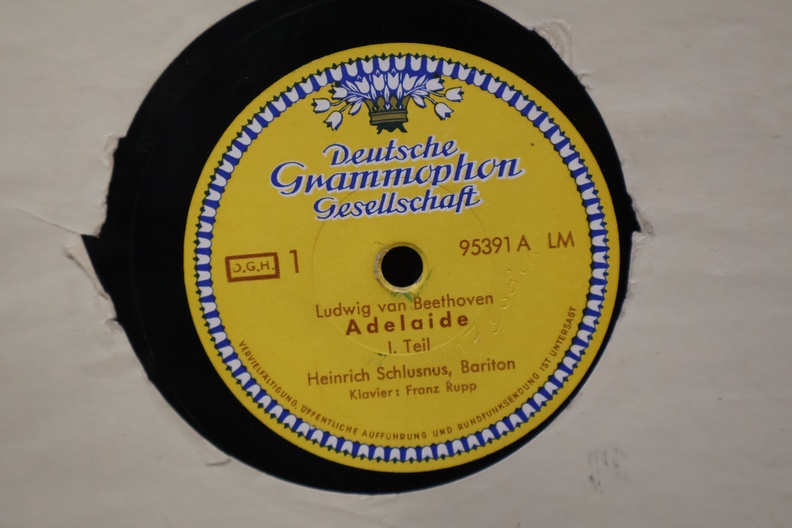 Deutsche
Grammophon
Gesellschaft
D.G.H. 1 95391 A LM
Ludwig van Beethoven
Adelaide
I. Teil
Heinrich Schlusnus, Bariton
Klavier: Franz Rupp
VERVIELFÄLTIGUNG, ÖFFENTLICHE AUFFÜHRUNG UND RUNDFUNKSENDUNG IST UNTERSAGT